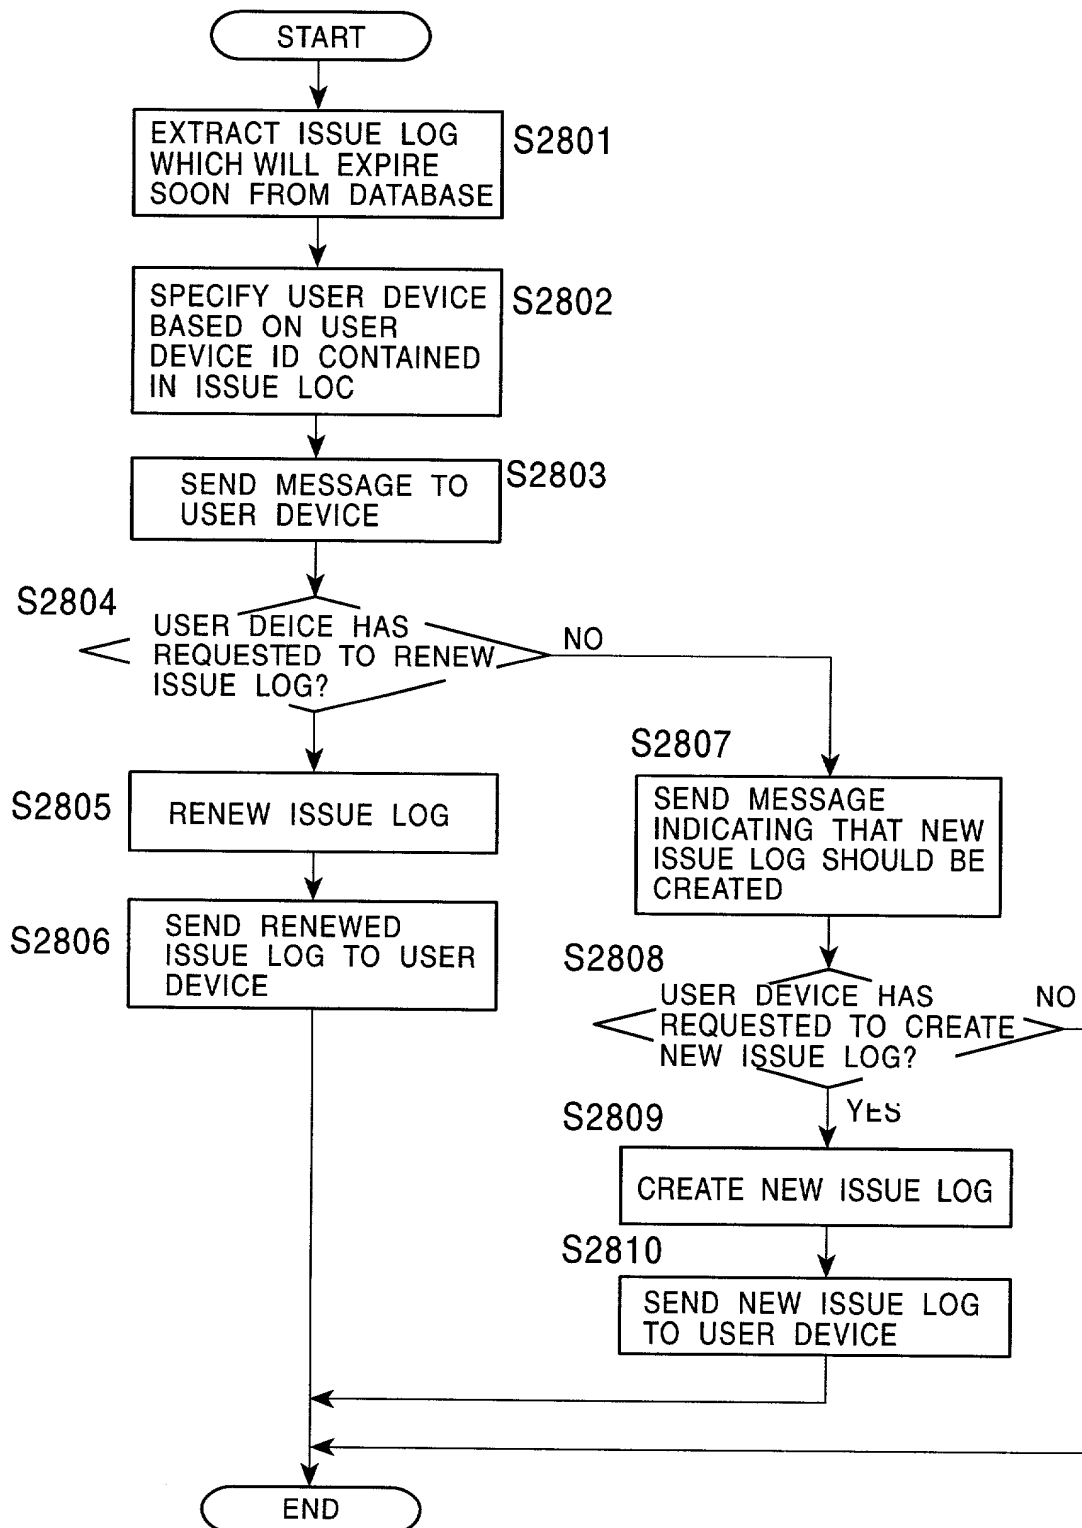 START
EXTRACT ISSUE LOG
WHICH WILL EXPIRE
SOON FROM DATABASE
S2801
SPECIFY USER DEVICE
BASED ON USER
DEVICE ID CONTAINED
IN ISSUE LOC
S2802
SEND MESSAGE TO
USER DEVICE
S2803
S2804
USER DEICE HAS
REQUESTED TO RENEW
ISSUE LOG?
NO
S2805
RENEW ISSUE LOG
S2806
SEND RENEWED
ISSUE LOG TO USER
DEVICE
S2807
SEND MESSAGE
INDICATING THAT NEW
ISSUE LOG SHOULD BE
CREATED
S2808
USER DEVICE HAS
REQUESTED TO CREATE
NEW ISSUE LOG?
NO
YES
S2809
CREATE NEW ISSUE LOG
S2810
SEND NEW ISSUE LOG
TO USER DEVICE
END